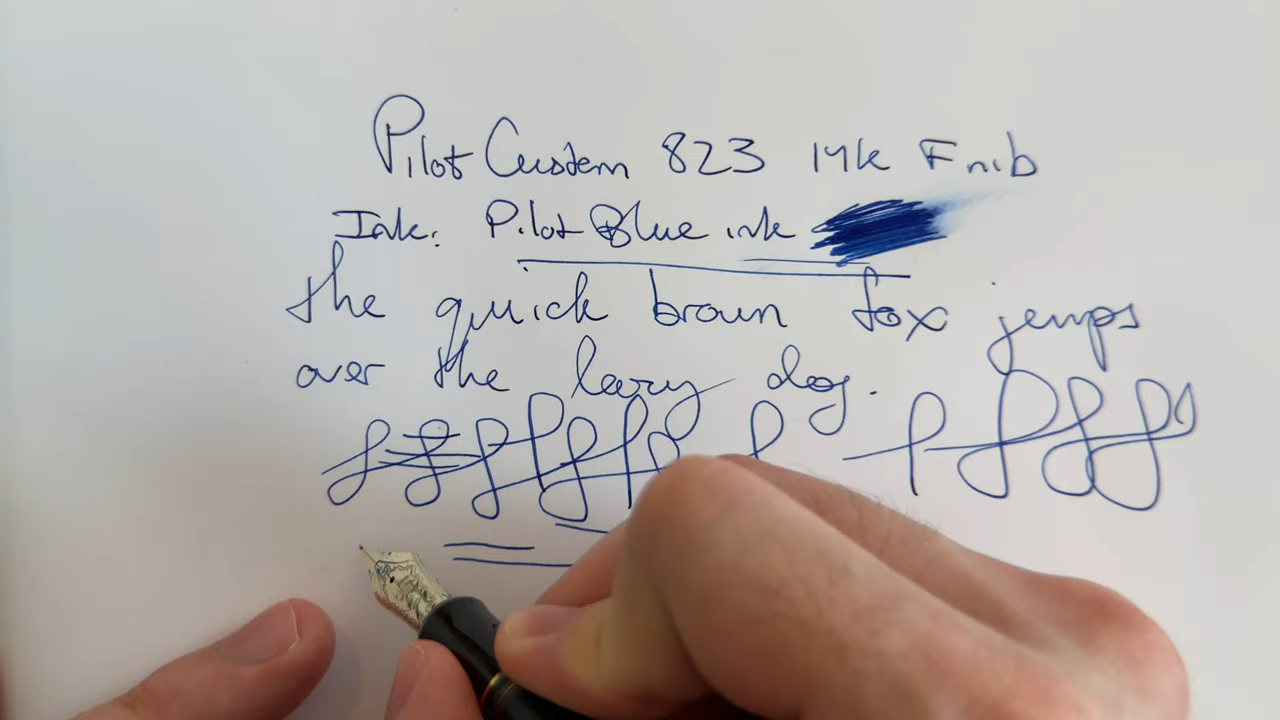 Pilot Custom 823 14k F nib
Ink: Pilot Blue ink
the quick brown fox jumps
over the lazy dog.